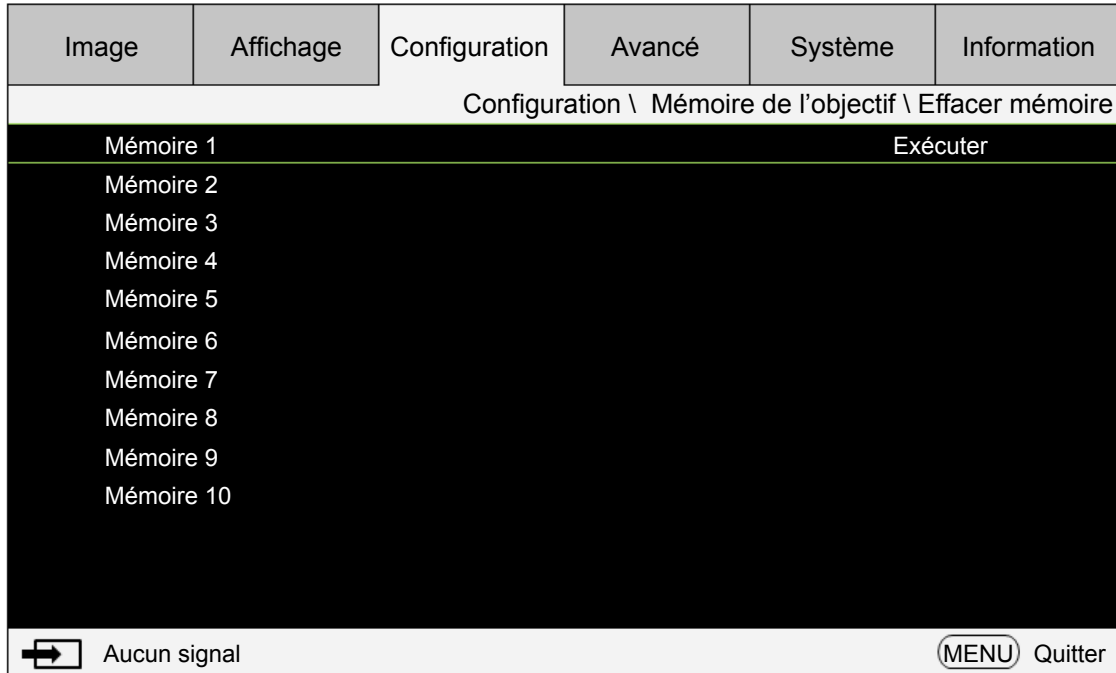 Image Affichage Configuration Avancé Système Information
Configuration \ Mémoire de l’objectif \ Effacer mémoire
Mémoire 1 Exécuter
Mémoire 2
Mémoire 3
Mémoire 4
Mémoire 5
Mémoire 6
Mémoire 7
Mémoire 8
Mémoire 9
Mémoire 10
Aucun signal MENU Quitter